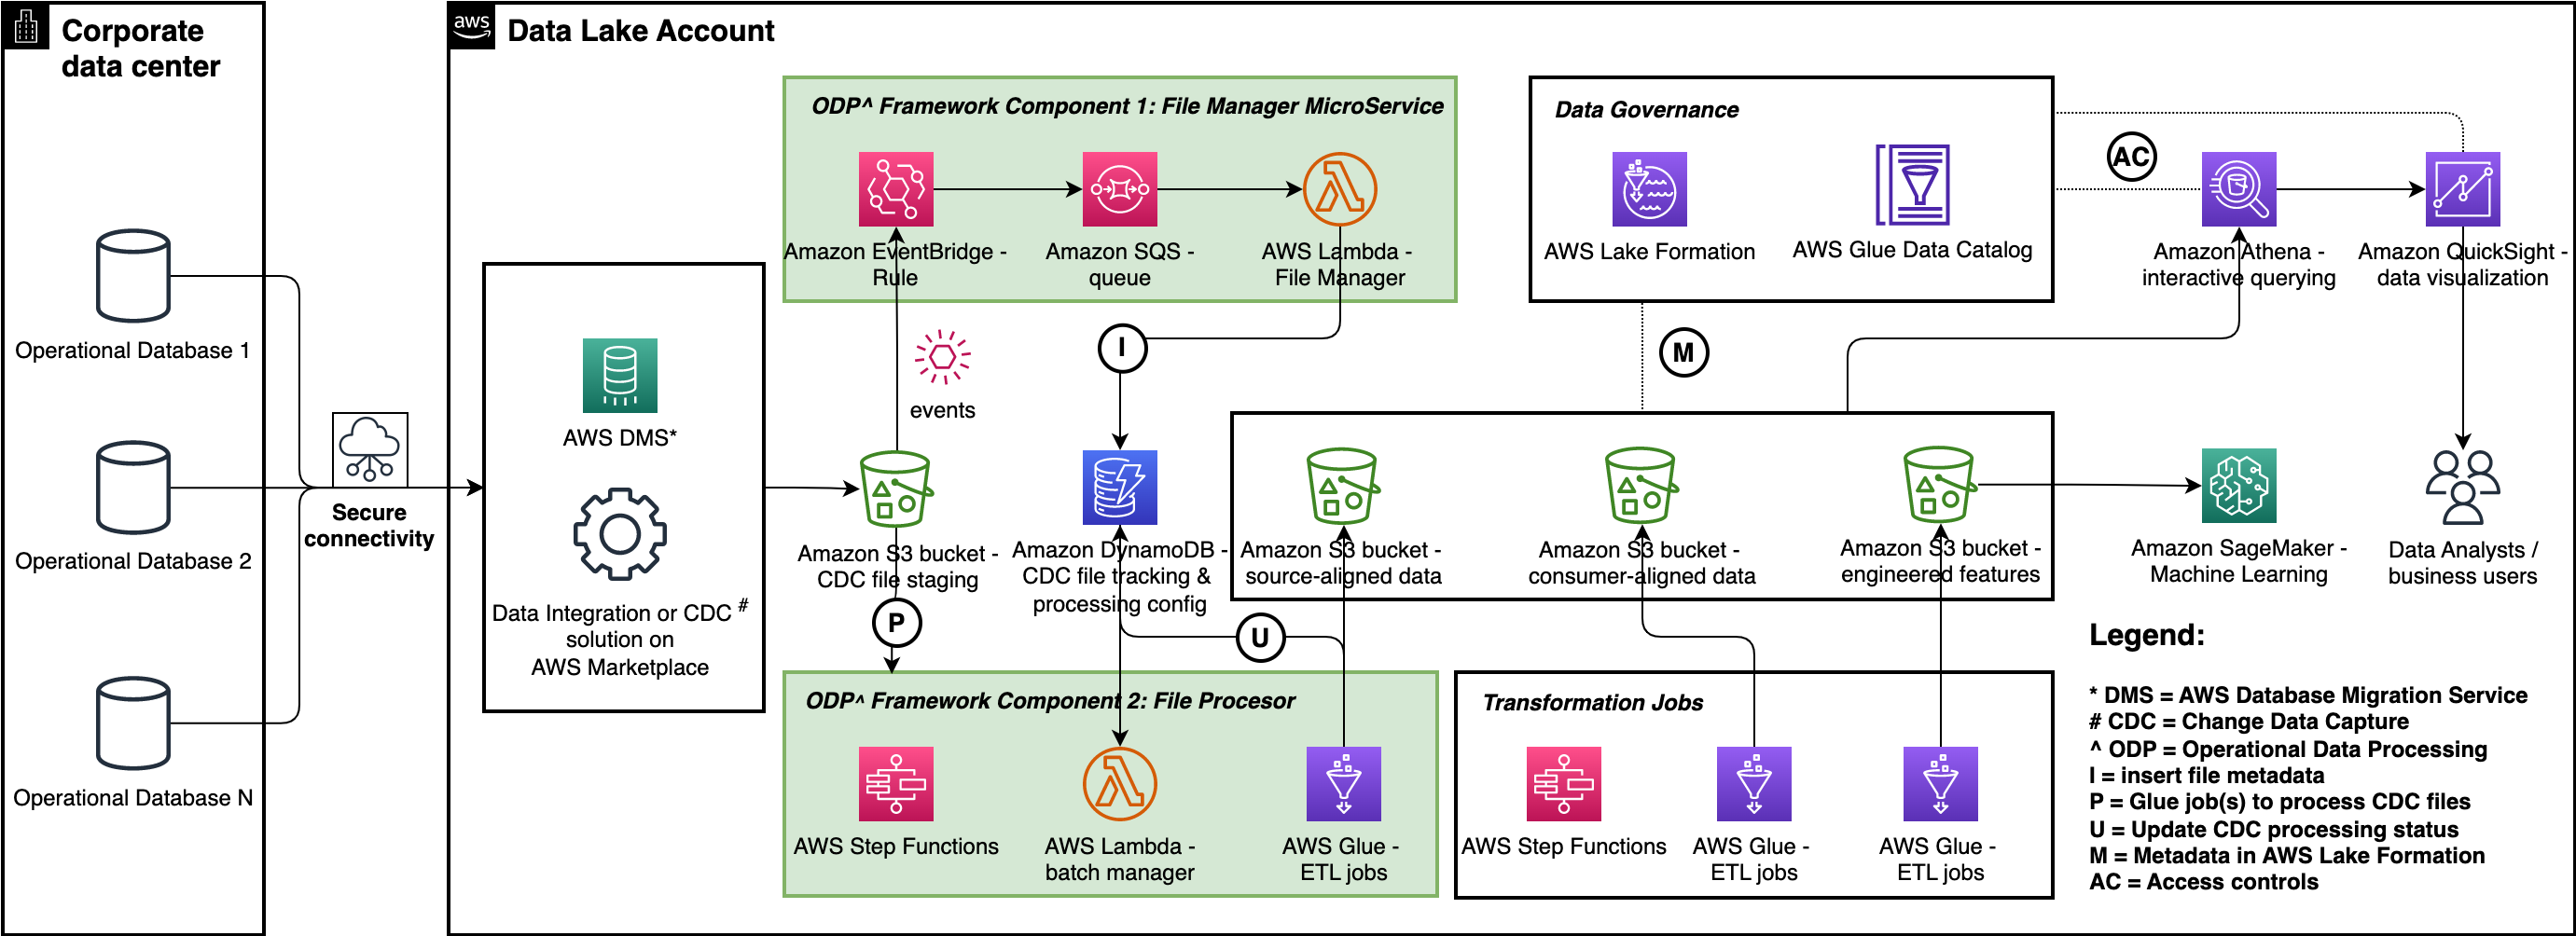 Corporate
data center
Operational Database 1
Operational Database 2
Operational Database N
Secure
connectivity
aws
Data Lake Account
AWS DMS*
Data Integration or CDC #
solution on
AWS Marketplace
ODP^ Framework Component 1: File Manager MicroService
Amazon EventBridge -
Rule
Amazon SQS -
queue
AWS Lambda -
File Manager
events
I
Amazon S3 bucket -
CDC file staging
P
Amazon DynamoDB -
CDC file tracking &
processing config
U
ODP^ Framework Component 2: File Procesor
AWS Step Functions
AWS Lambda -
batch manager
AWS Glue -
ETL jobs
Data Governance
AWS Lake Formation
AWS Glue Data Catalog
M
AC
Amazon S3 bucket -
source-aligned data
Amazon S3 bucket -
consumer-aligned data
Amazon S3 bucket -
engineered features
Transformation Jobs
AWS Step Functions
AWS Glue -
ETL jobs
AWS Glue -
ETL jobs
Amazon Athena -
interactive querying
Amazon QuickSight -
data visualization
Amazon SageMaker -
Machine Learning
Data Analysts /
business users
Legend:
* DMS = AWS Database Migration Service
# CDC = Change Data Capture
^ ODP = Operational Data Processing
I = insert file metadata
P = Glue job(s) to process CDC files
U = Update CDC processing status
M = Metadata in AWS Lake Formation
AC = Access controls